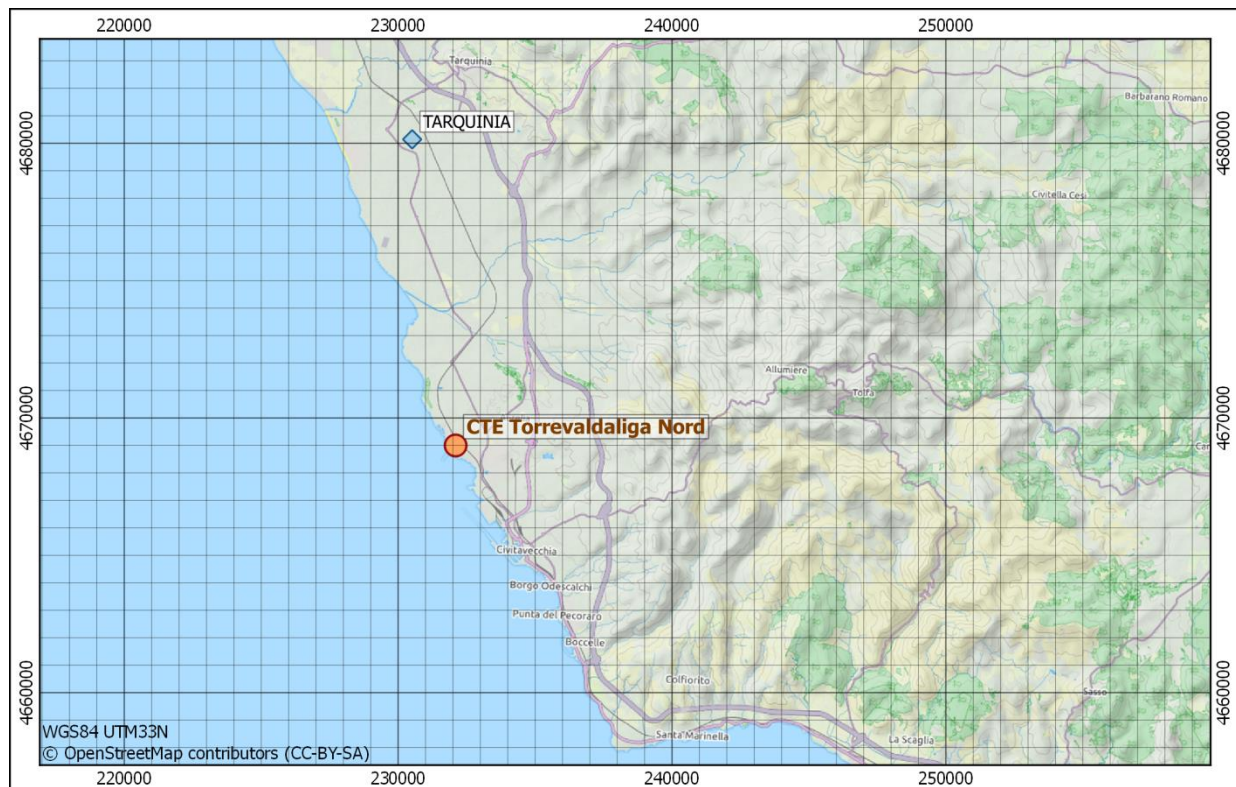 220000 230000 240000 250000
Tarquinia
Barbarano Romano
TARQUINIA
4680000 4680000
Civitella Cesi
Allumiere
Tolfa
4670000 4670000
CTE Torrevaldaliga Nord
Civitavecchia
Borgo Odescalchi
Punta del Pecoraro
Boccelle
Colfiorito
4660000 4660000
Sasso
Santa Marinella
La Scaglia
WGS84 UTM33N
© OpenStreetMap contributors (CC-BY-SA)
220000 230000 240000 250000